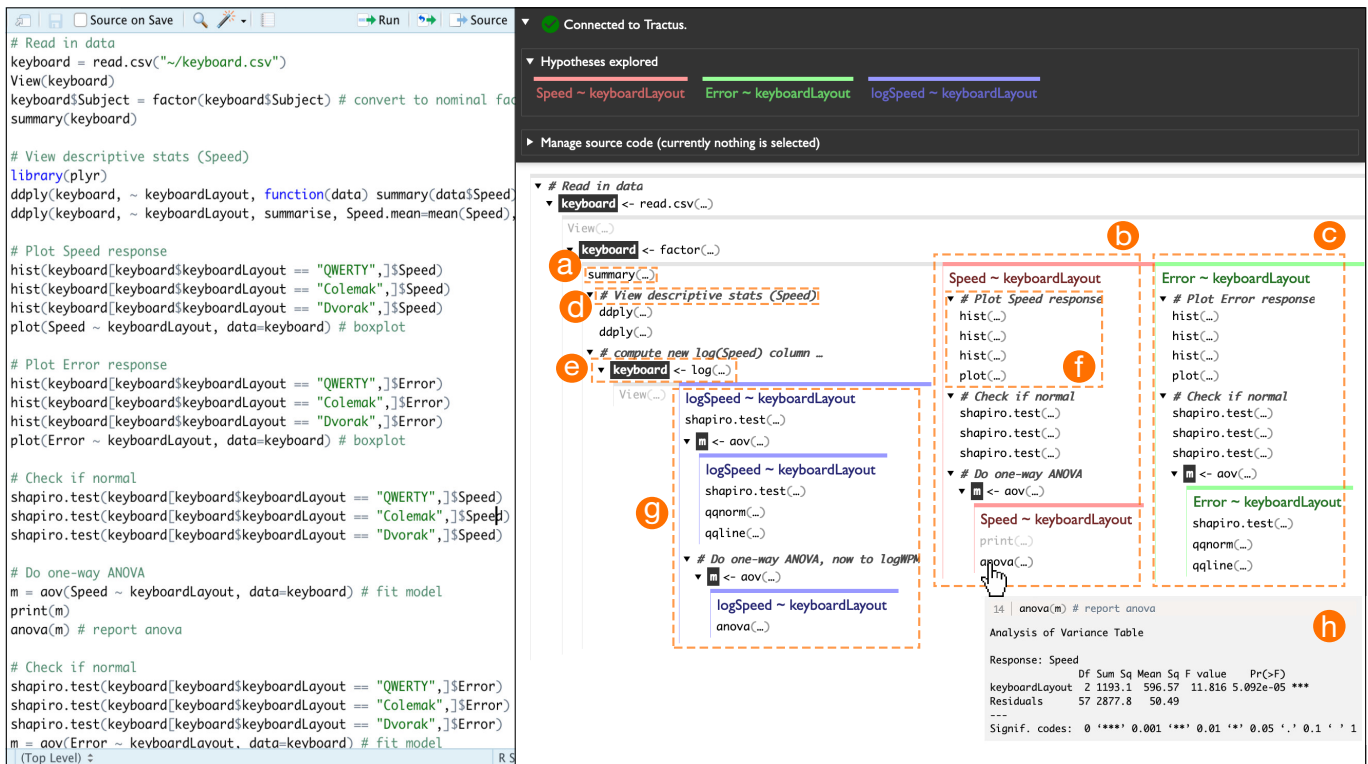 Source on Save
Run
Source
# Read in data
keyboard = read.csv("~/keyboard.csv")
View(keyboard)
keyboard$Subject = factor(keyboard$Subject) # convert to nominal fac
summary(keyboard)
# View descriptive stats (Speed)
library(plyr)
ddply(keyboard, ~ keyboardLayout, function(data) summary(data$Speed)
ddply(keyboard, ~ keyboardLayout, summarise, Speed.mean=mean(Speed),
# Plot Speed response
hist(keyboard[keyboard$keyboardLayout == "QWERTY",]$Speed)
hist(keyboard[keyboard$keyboardLayout == "Colemak",]$Speed)
hist(keyboard[keyboard$keyboardLayout == "Dvorak",]$Speed)
plot(Speed ~ keyboardLayout, data=keyboard) # boxplot
# Plot Error response
hist(keyboard[keyboard$keyboardLayout == "QWERTY",]$Error)
hist(keyboard[keyboard$keyboardLayout == "Colemak",]$Error)
hist(keyboard[keyboard$keyboardLayout == "Dvorak",]$Error)
plot(Error ~ keyboardLayout, data=keyboard) # boxplot
# Check if normal
shapiro.test(keyboard[keyboard$keyboardLayout == "QWERTY",]$Speed)
shapiro.test(keyboard[keyboard$keyboardLayout == "Colemak",]$Speed)
shapiro.test(keyboard[keyboard$keyboardLayout == "Dvorak",]$Speed)
# Do one-way ANOVA
m = aov(Speed ~ keyboardLayout, data=keyboard) # fit model
print(m)
anova(m) # report anova
# Check if normal
shapiro.test(keyboard[keyboard$keyboardLayout == "QWERTY",]$Error)
shapiro.test(keyboard[keyboard$keyboardLayout == "Colemak",]$Error)
shapiro.test(keyboard[keyboard$keyboardLayout == "Dvorak",]$Error)
m = aov(Error ~ keyboardLayout, data=keyboard) # fit model
(Top Level)
R S
Connected to Tractus.
Hypotheses explored
Speed ~ keyboardLayout
Error ~ keyboardLayout
logSpeed ~ keyboardLayout
Manage source code (currently nothing is selected)
# Read in data
keyboard <- read.csv(…)
View(…)
keyboard <- factor(…)
a
summary(…)
d
# View descriptive stats (Speed)
ddply(…)
ddply(…)
# compute new log(Speed) column …
e
keyboard <- log(…)
View(…)
g
logSpeed ~ keyboardLayout
shapiro.test(…)
m <- aov(…)
logSpeed ~ keyboardLayout
shapiro.test(…)
qqnorm(…)
qqline(…)
# Do one-way ANOVA, now to logWPM
m <- aov(…)
logSpeed ~ keyboardLayout
anova(…)
b
Speed ~ keyboardLayout
# Plot Speed response
hist(…)
hist(…)
hist(…)
plot(…)
f
# Check if normal
shapiro.test(…)
shapiro.test(…)
shapiro.test(…)
# Do one-way ANOVA
m <- aov(…)
Speed ~ keyboardLayout
print(…)
anova(…)
c
Error ~ keyboardLayout
# Plot Error response
hist(…)
hist(…)
hist(…)
plot(…)
# Check if normal
shapiro.test(…)
shapiro.test(…)
shapiro.test(…)
m <- aov(…)
Error ~ keyboardLayout
shapiro.test(…)
qqnorm(…)
qqline(…)
h
14 anova(m) # report anova
Analysis of Variance Table
Response: Speed
Df Sum Sq Mean Sq F value Pr(>F)
keyboardLayout 2 1193.1 596.57 11.816 5.092e-05 ***
Residuals 57 2877.8 50.49
---
Signif. codes: 0 ‘***’ 0.001 ‘**’ 0.01 ‘*’ 0.05 ‘.’ 0.1 ‘ ’ 1